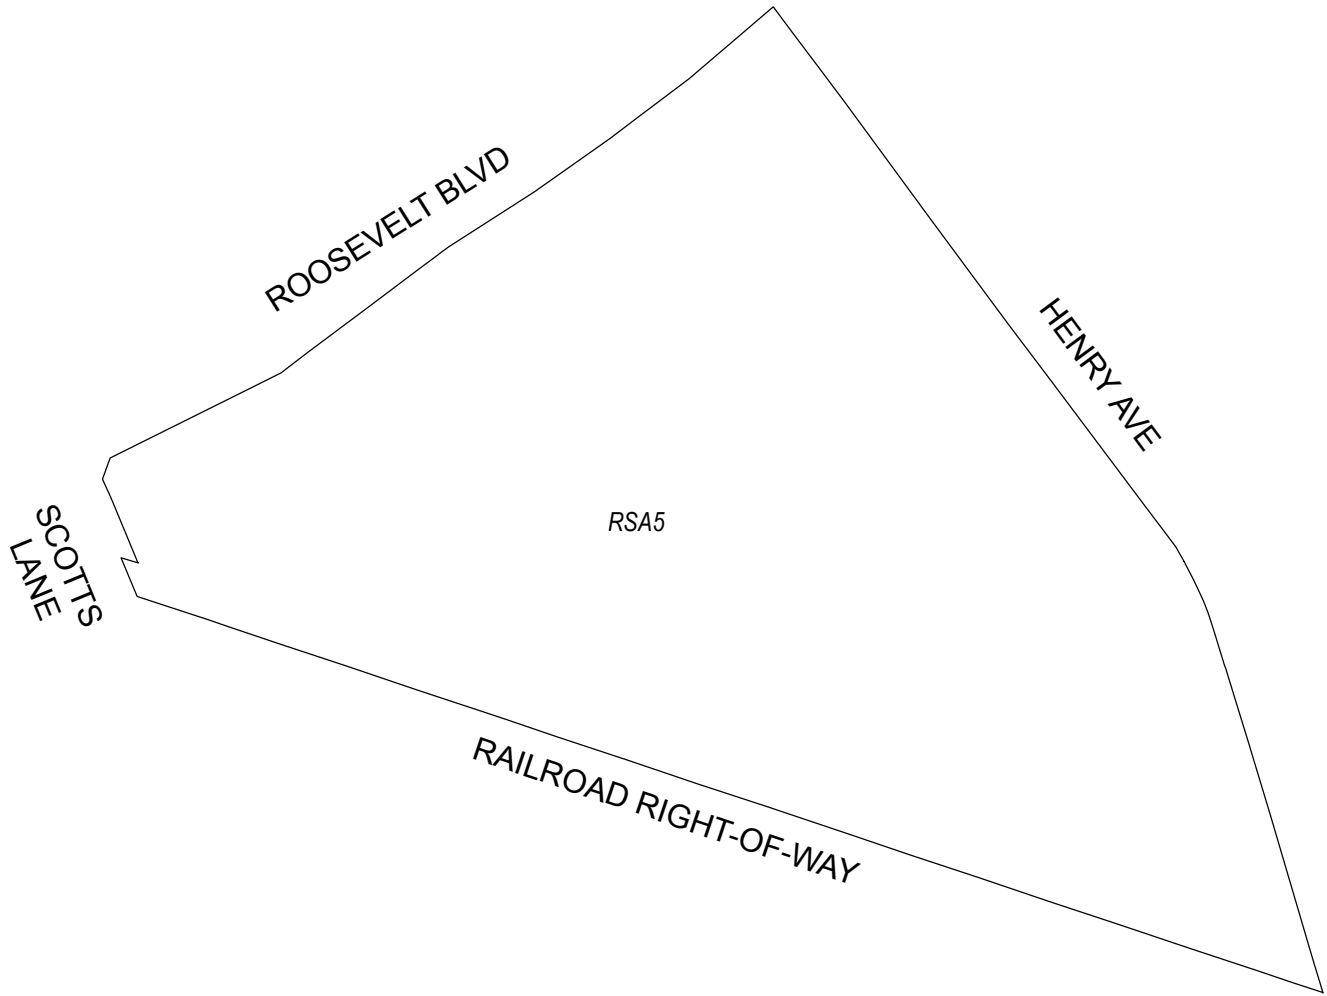 ROOSEVELT BLVD
HENRY AVE
SCOTTS
LANE
RSA5
RAILROAD RIGHT-OF-WAY